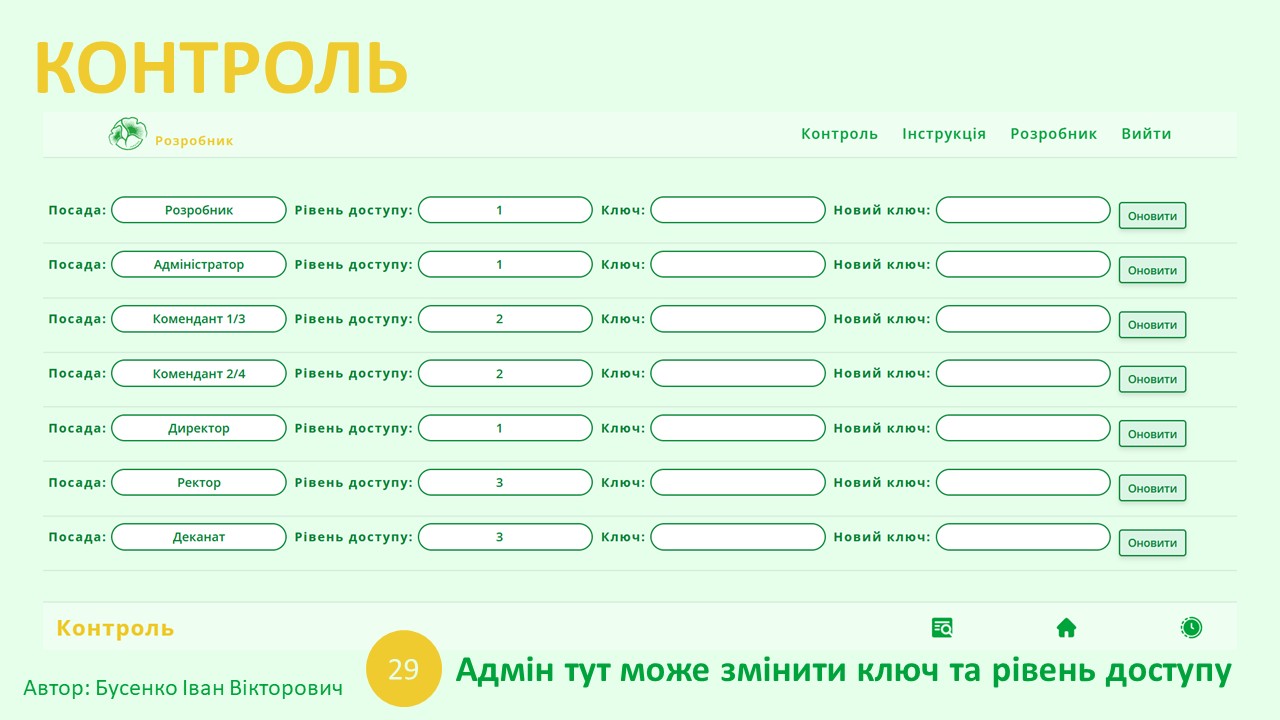 КОНТРОЛЬ
Розробник Контроль Інструкція Розробник Вийти
Посада: Розробник Рівень доступу: 1 Ключ: Новий ключ: Оновити
Посада: Адміністратор Рівень доступу: 1 Ключ: Новий ключ: Оновити
Посада: Комендант 1/3 Рівень доступу: 2 Ключ: Новий ключ: Оновити
Посада: Комендант 2/4 Рівень доступу: 2 Ключ: Новий ключ: Оновити
Посада: Директор Рівень доступу: 1 Ключ: Новий ключ: Оновити
Посада: Ректор Рівень доступу: 3 Ключ: Новий ключ: Оновити
Посада: Деканат Рівень доступу: 3 Ключ: Новий ключ: Оновити
Контроль
Автор: Бусенко Іван Вікторович 29 Адмін тут може змінити ключ та рівень доступу